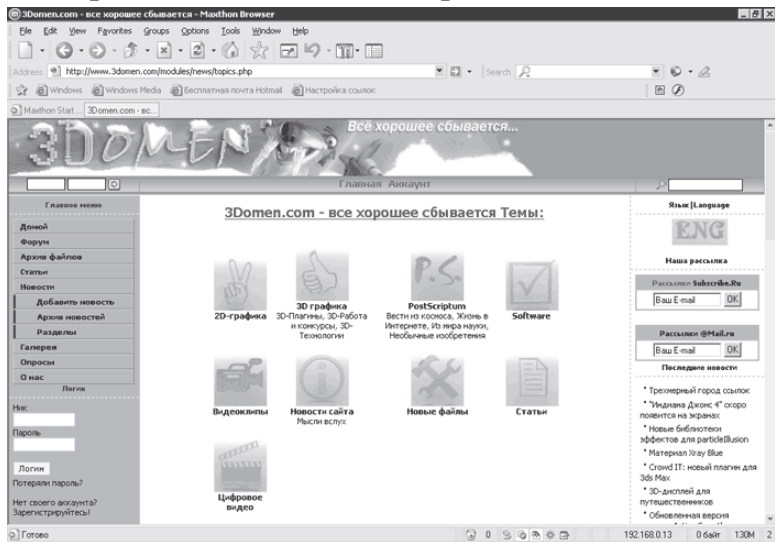 3Domen.com - все хорошее сбывается - Maxthon Browser
File Edit View Favorites Groups Options Tools Window Help
Address http://www.3domen.com/modules/news/topics.php Search
Windows Windows Media Бесплатная почта Hotmail Настройка ссылок
Maxthon Start ... 3Domen.com - вс...
3DOMEN
Всё хорошее сбывается...
Главная Аккаунт
Главное меню
Домой
Форум
Архив файлов
Статьи
Новости
Добавить новость
Архив новостей
Разделы
Галерея
Опросы
О нас
Логин
Ник:
Пароль
Логин
Потеряли пароль?
Нет своего аккаунта?
Зарегистрируйтесь!
3Domen.com - все хорошее сбывается Темы:
2D-графика
3D графика
3D-Плагины, 3D-Работа
и конкурсы, 3D-
Технологии
P.S.
PostScriptum
Вести из космоса, Жизнь в
Интернете, Из мира науки,
Необычные изобретения
Software
Видеоклипы
Новости сайта
Мысли вслух
Новые файлы
Статьи
Цифровое
видео
Язык|Language
ENG
Наша рассылка
Рассылки Subscribe.Ru
Ваш E-mail OK
Рассылки @Mail.ru
Ваш E-mail OK
Последние новости
* Трехмерный город ссылок
* "Индиана Джонс 4" скоро
появится на экранах
* Новые библиотеки
эффектов для particleIllusion
* Материал Xray Blue
* Crowd IT: новый плагин для
3ds Max
* 3D-дисплей для
путешественников
* Обновленная версия
Готово 0 192.168.0.13 0 байт 130M 2